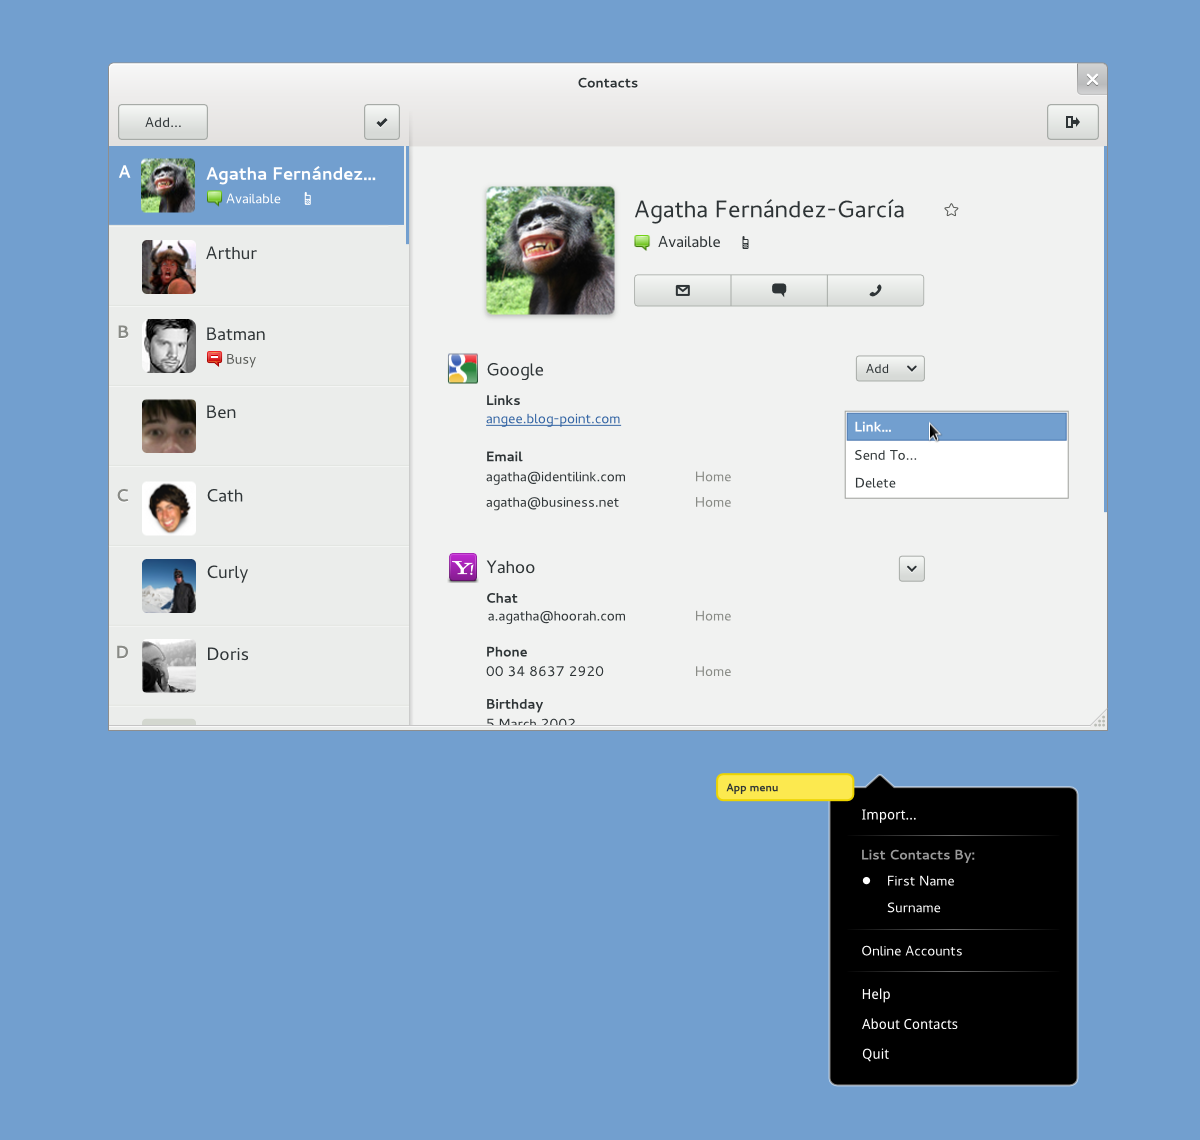 Contacts
Add...
A
Agatha Fernández...
Available
Arthur
B
Batman
Busy
Ben
C
Cath
Curly
D
Doris
Agatha Fernández-García
Available
Google
Add
Links
angee.blog-point.com
Email
agatha@identilink.com Home
agatha@business.net Home
Link...
Send To...
Delete
Y!
Yahoo
Chat
a.agatha@hoorah.com Home
Phone
00 34 8637 2920 Home
Birthday
5 March 2002
App menu
Import...
List Contacts By:
First Name
Surname
Online Accounts
Help
About Contacts
Quit